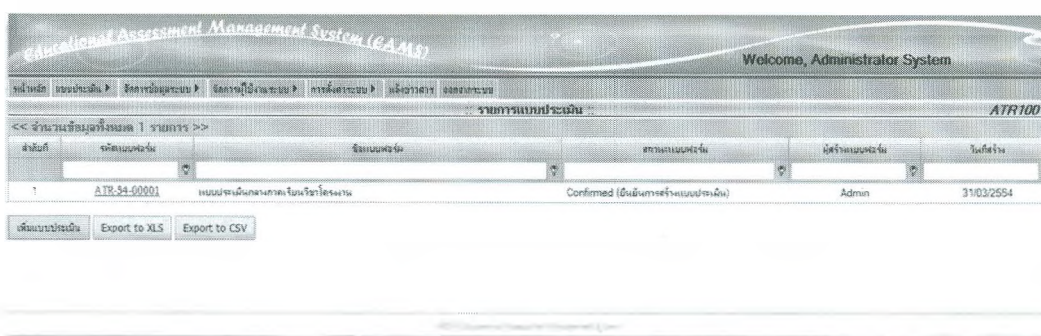 Educational Assessment Management System (EAMS)
Welcome, Administrator System
หน้าหลัก แบบประเมิน จัดการข้อมูลระบบ จัดการผู้ใช้งานระบบ การตั้งค่าระบบ แจ้งข่าวสาร ออกจากระบบ
:: รายการแบบประเมิน :: ATR100
<< จำนวนข้อมูลทั้งหมด 1 รายการ >>
ลำดับที่ รหัสแบบฟอร์ม ชื่อแบบฟอร์ม สถานะแบบฟอร์ม ผู้สร้างแบบฟอร์ม วันที่สร้าง
1 ATR-54-00001 แบบประเมินกลางภาคเรียนวิชาโครงงาน Confirmed (ยืนยันการสร้างแบบประเมิน) Admin 31/03/2554
เพิ่มแบบประเมิน Export to XLS Export to CSV